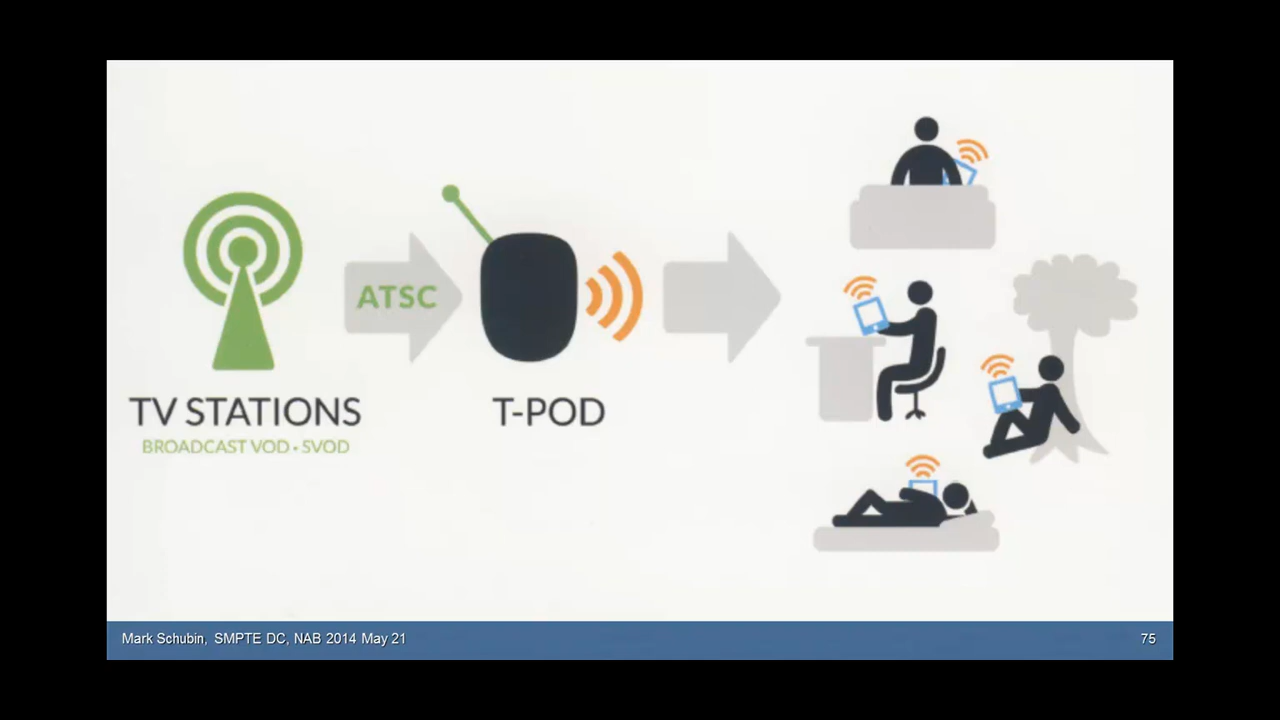 ATSC
TV STATIONS
BROADCAST VOD • SVOD
T-POD
Mark Schubin, SMPTE DC, NAB 2014 May 21
75